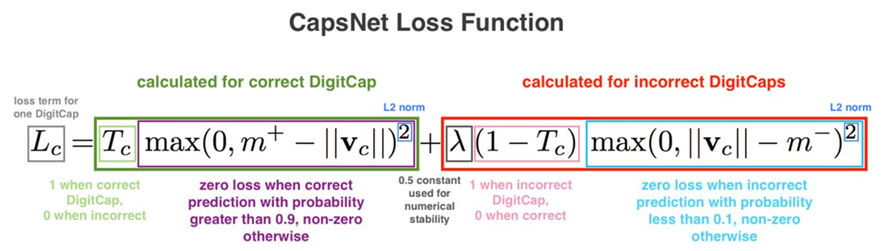 CapsNet Loss Function
calculated for correct DigitCap
calculated for incorrect DigitCaps
loss term for
one DigitCap
L2 norm
L2 norm
L_c = T_c max(0, m^+ − ||v_c||)^2 + λ (1 − T_c) max(0, ||v_c|| − m^−)^2
1 when correct
DigitCap,
0 when incorrect
zero loss when correct
prediction with probability
greater than 0.9, non-zero
otherwise
0.5 constant
used for
numerical
stability
1 when incorrect
DigitCap,
0 when correct
zero loss when incorrect
prediction with probability
less than 0.1, non-zero
otherwise